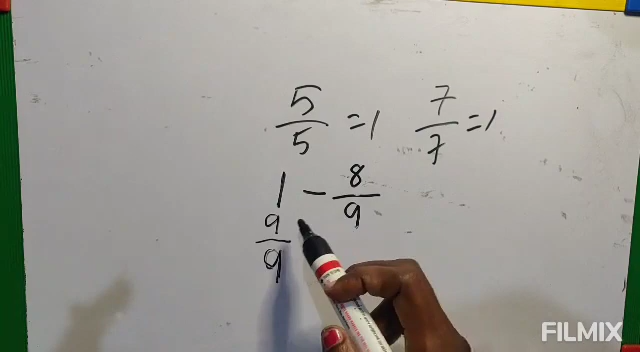 5/5 = 1 7/7 = 1
1 - 8/9
9/9
FILMIX